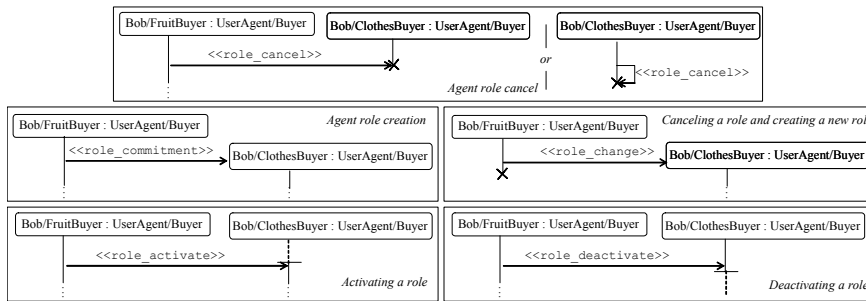 Bob/FruitBuyer : UserAgent/Buyer
Bob/ClothesBuyer : UserAgent/Buyer
Bob/ClothesBuyer : UserAgent/Buyer
<<role_cancel>>
or
<<role_cancel>>
Agent role cancel
Agent role creation
Bob/FruitBuyer : UserAgent/Buyer
<<role_commitment>>
Bob/ClothesBuyer : UserAgent/Buyer
Canceling a role and creating a new role
Bob/FruitBuyer : UserAgent/Buyer
<<role_change>>
Bob/ClothesBuyer : UserAgent/Buyer
Bob/FruitBuyer : UserAgent/Buyer
Bob/ClothesBuyer : UserAgent/Buyer
<<role_activate>>
Activating a role
Bob/FruitBuyer : UserAgent/Buyer
Bob/ClothesBuyer : UserAgent/Buyer
<<role_deactivate>>
Deactivating a role